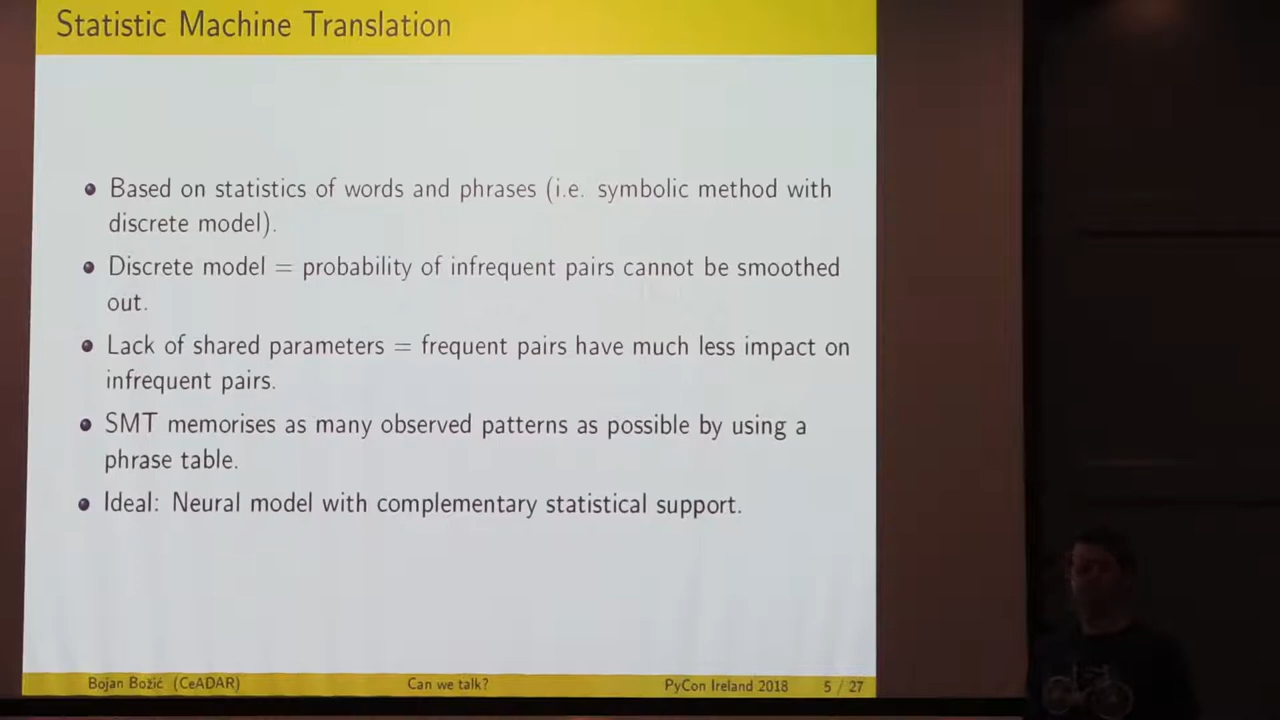 Statistic Machine Translation
Based on statistics of words and phrases (i.e. symbolic method with
discrete model).
Discrete model = probability of infrequent pairs cannot be smoothed
out.
Lack of shared parameters = frequent pairs have much less impact on
infrequent pairs.
SMT memorises as many observed patterns as possible by using a
phrase table.
Ideal: Neural model with complementary statistical support.
Bojan Božić (CeADAR) Can we talk? PyCon Ireland 2018 5 / 27